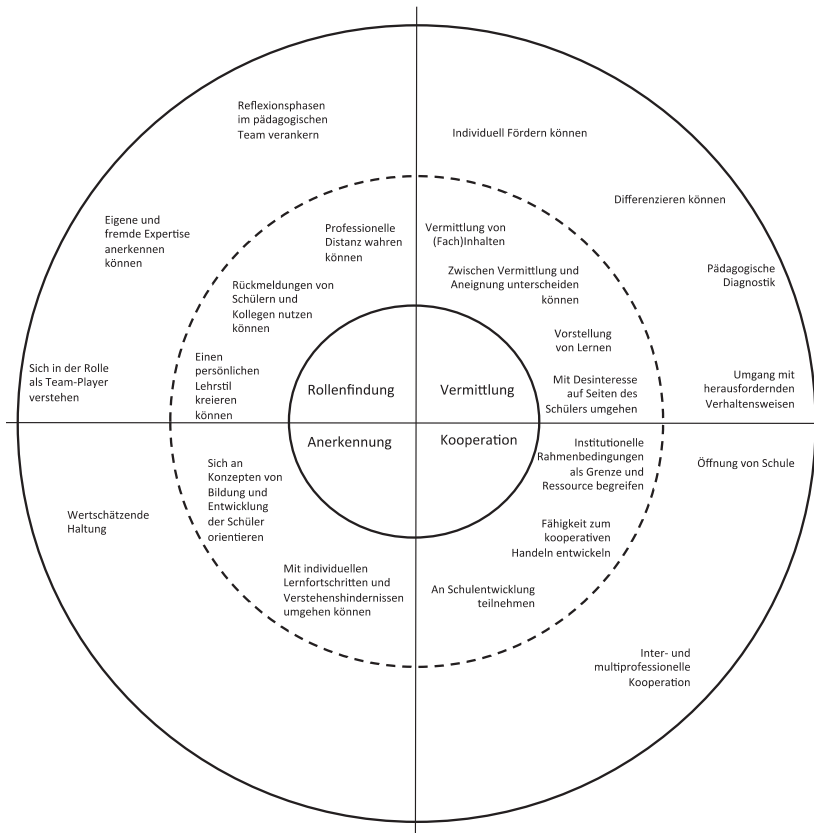 Reflexionsphasen
im pädagogischen
Team verankern
Individuell Fördern können
Differenzieren können
Eigene und
fremde Expertise
anerkennen
können
Professionelle
Distanz wahren
können
Vermittlung von
(Fach)Inhalten
Pädagogische
Diagnostik
Zwischen Vermittlung und
Aneignung unterscheiden
können
Rückmeldungen von
Schülern und
Kollegen nutzen
können
Vorstellung
von Lernen
Sich in der Rolle
als Team-Player
verstehen
Einen
persönlichen
Lehrstil
kreieren
können
Rollenfindung
Vermittlung
Mit Desinteresse
auf Seiten des
Schülers umgehen
Umgang mit
herausfordernden
Verhaltensweisen
Anerkennung
Kooperation
Institutionelle
Rahmenbedingungen
als Grenze und
Ressource begreifen
Öffnung von Schule
Sich an
Konzepten von
Bildung und
Entwicklung
der Schüler
orientieren
Wertschätzende
Haltung
Fähigkeit zum
kooperativen
Handeln entwickeln
Mit individuellen
Lernfortschritten und
Verstehenshindernissen
umgehen können
An Schulentwicklung
teilnehmen
Inter- und
multiprofessionelle
Kooperation